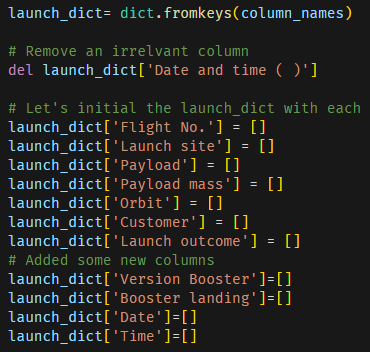 launch_dict= dict.fromkeys(column_names)
# Remove an irrelvant column
del launch_dict['Date and time ( )']
# Let's initial the launch_dict with each
launch_dict['Flight No.'] = []
launch_dict['Launch site'] = []
launch_dict['Payload'] = []
launch_dict['Payload mass'] = []
launch_dict['Orbit'] = []
launch_dict['Customer'] = []
launch_dict['Launch outcome'] = []
# Added some new columns
launch_dict['Version Booster']=[]
launch_dict['Booster landing']=[]
launch_dict['Date']=[]
launch_dict['Time']=[]